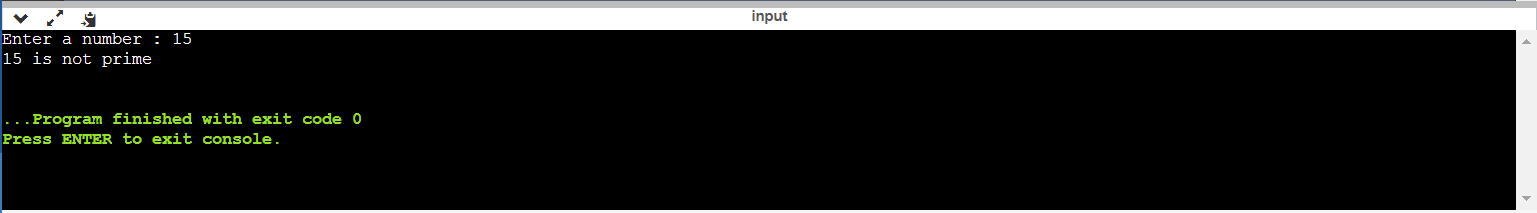 input
Enter a number : 15
15 is not prime
...Program finished with exit code 0
Press ENTER to exit console.